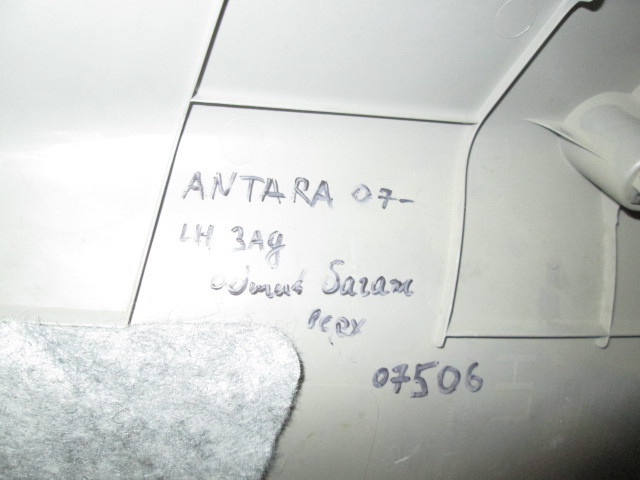 ANTARA 07-
LH ЗАД
обшив багаж
верх
07506